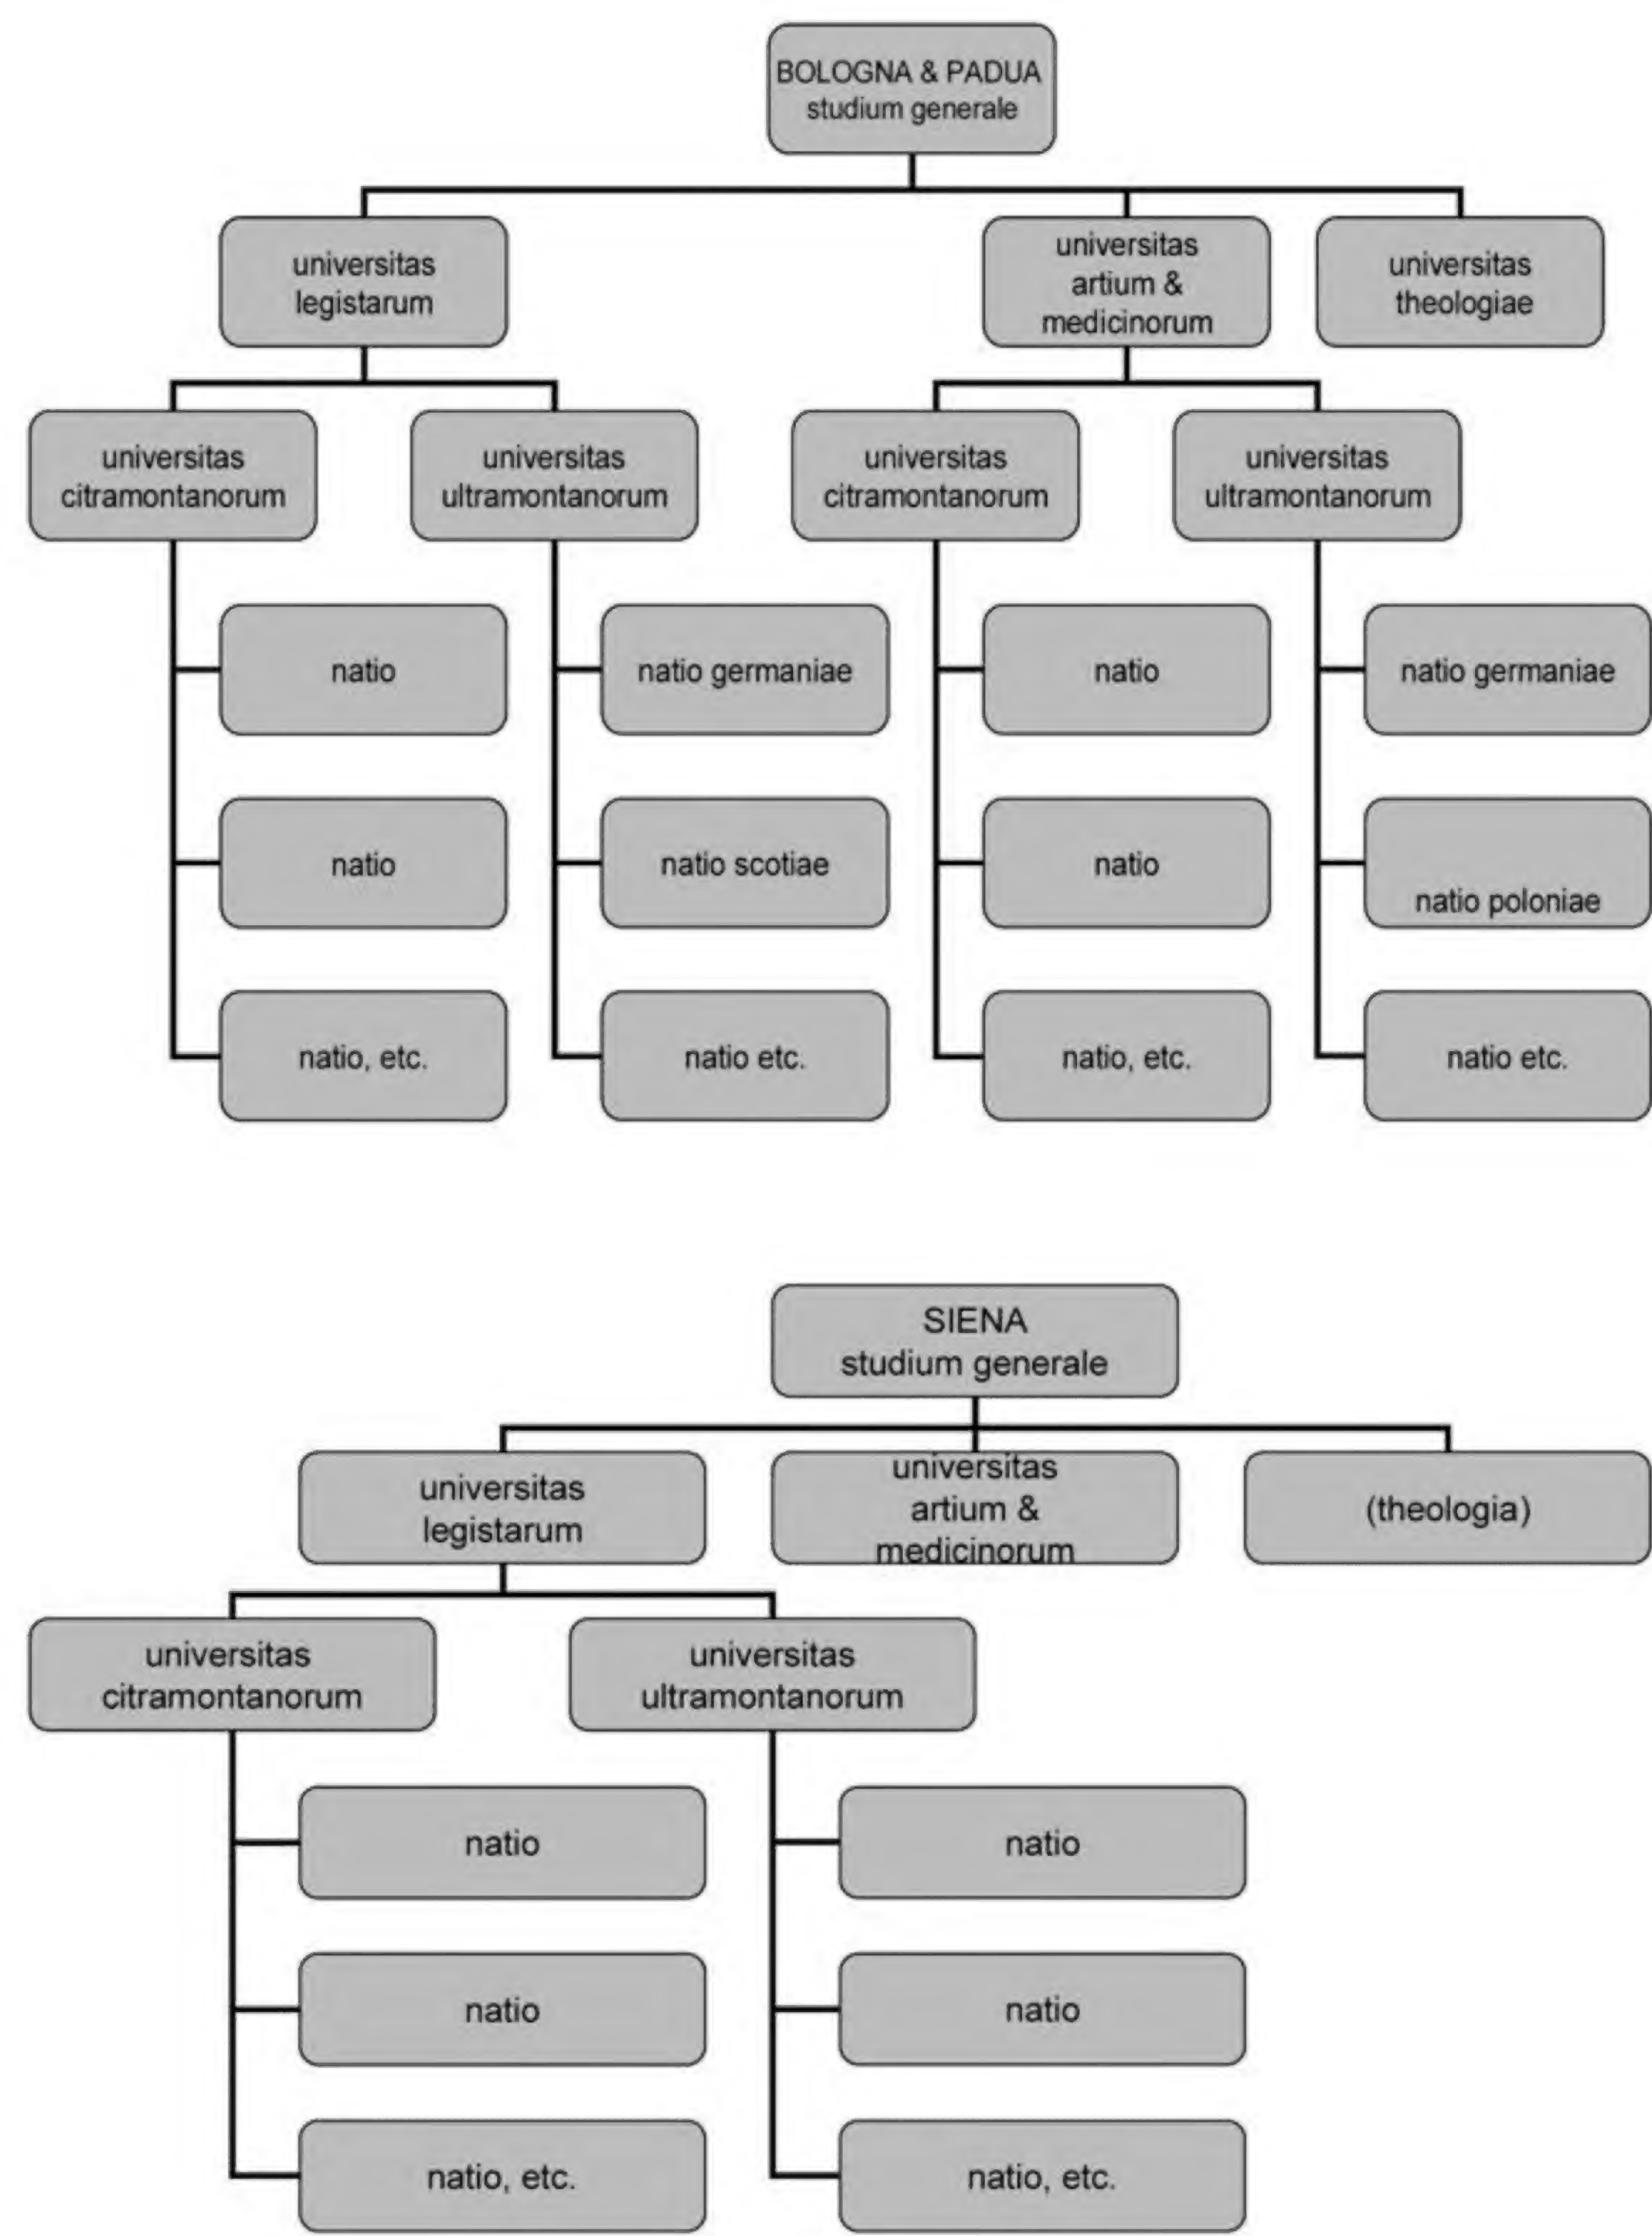 BOLOGNA & PADUA
studium generale
universitas
legistarum
universitas
artium &
medicinorum
universitas
theologiae
universitas
citramontanorum
universitas
ultramontanorum
universitas
citramontanorum
universitas
ultramontanorum
natio
natio germaniae
natio
natio germaniae
natio
natio scotiae
natio
natio poloniae
natio, etc.
natio etc.
natio, etc.
natio etc.
SIENA
studium generale
universitas
legistarum
universitas
artium &
medicinorum
(theologia)
universitas
citramontanorum
universitas
ultramontanorum
natio
natio
natio
natio
natio, etc.
natio, etc.